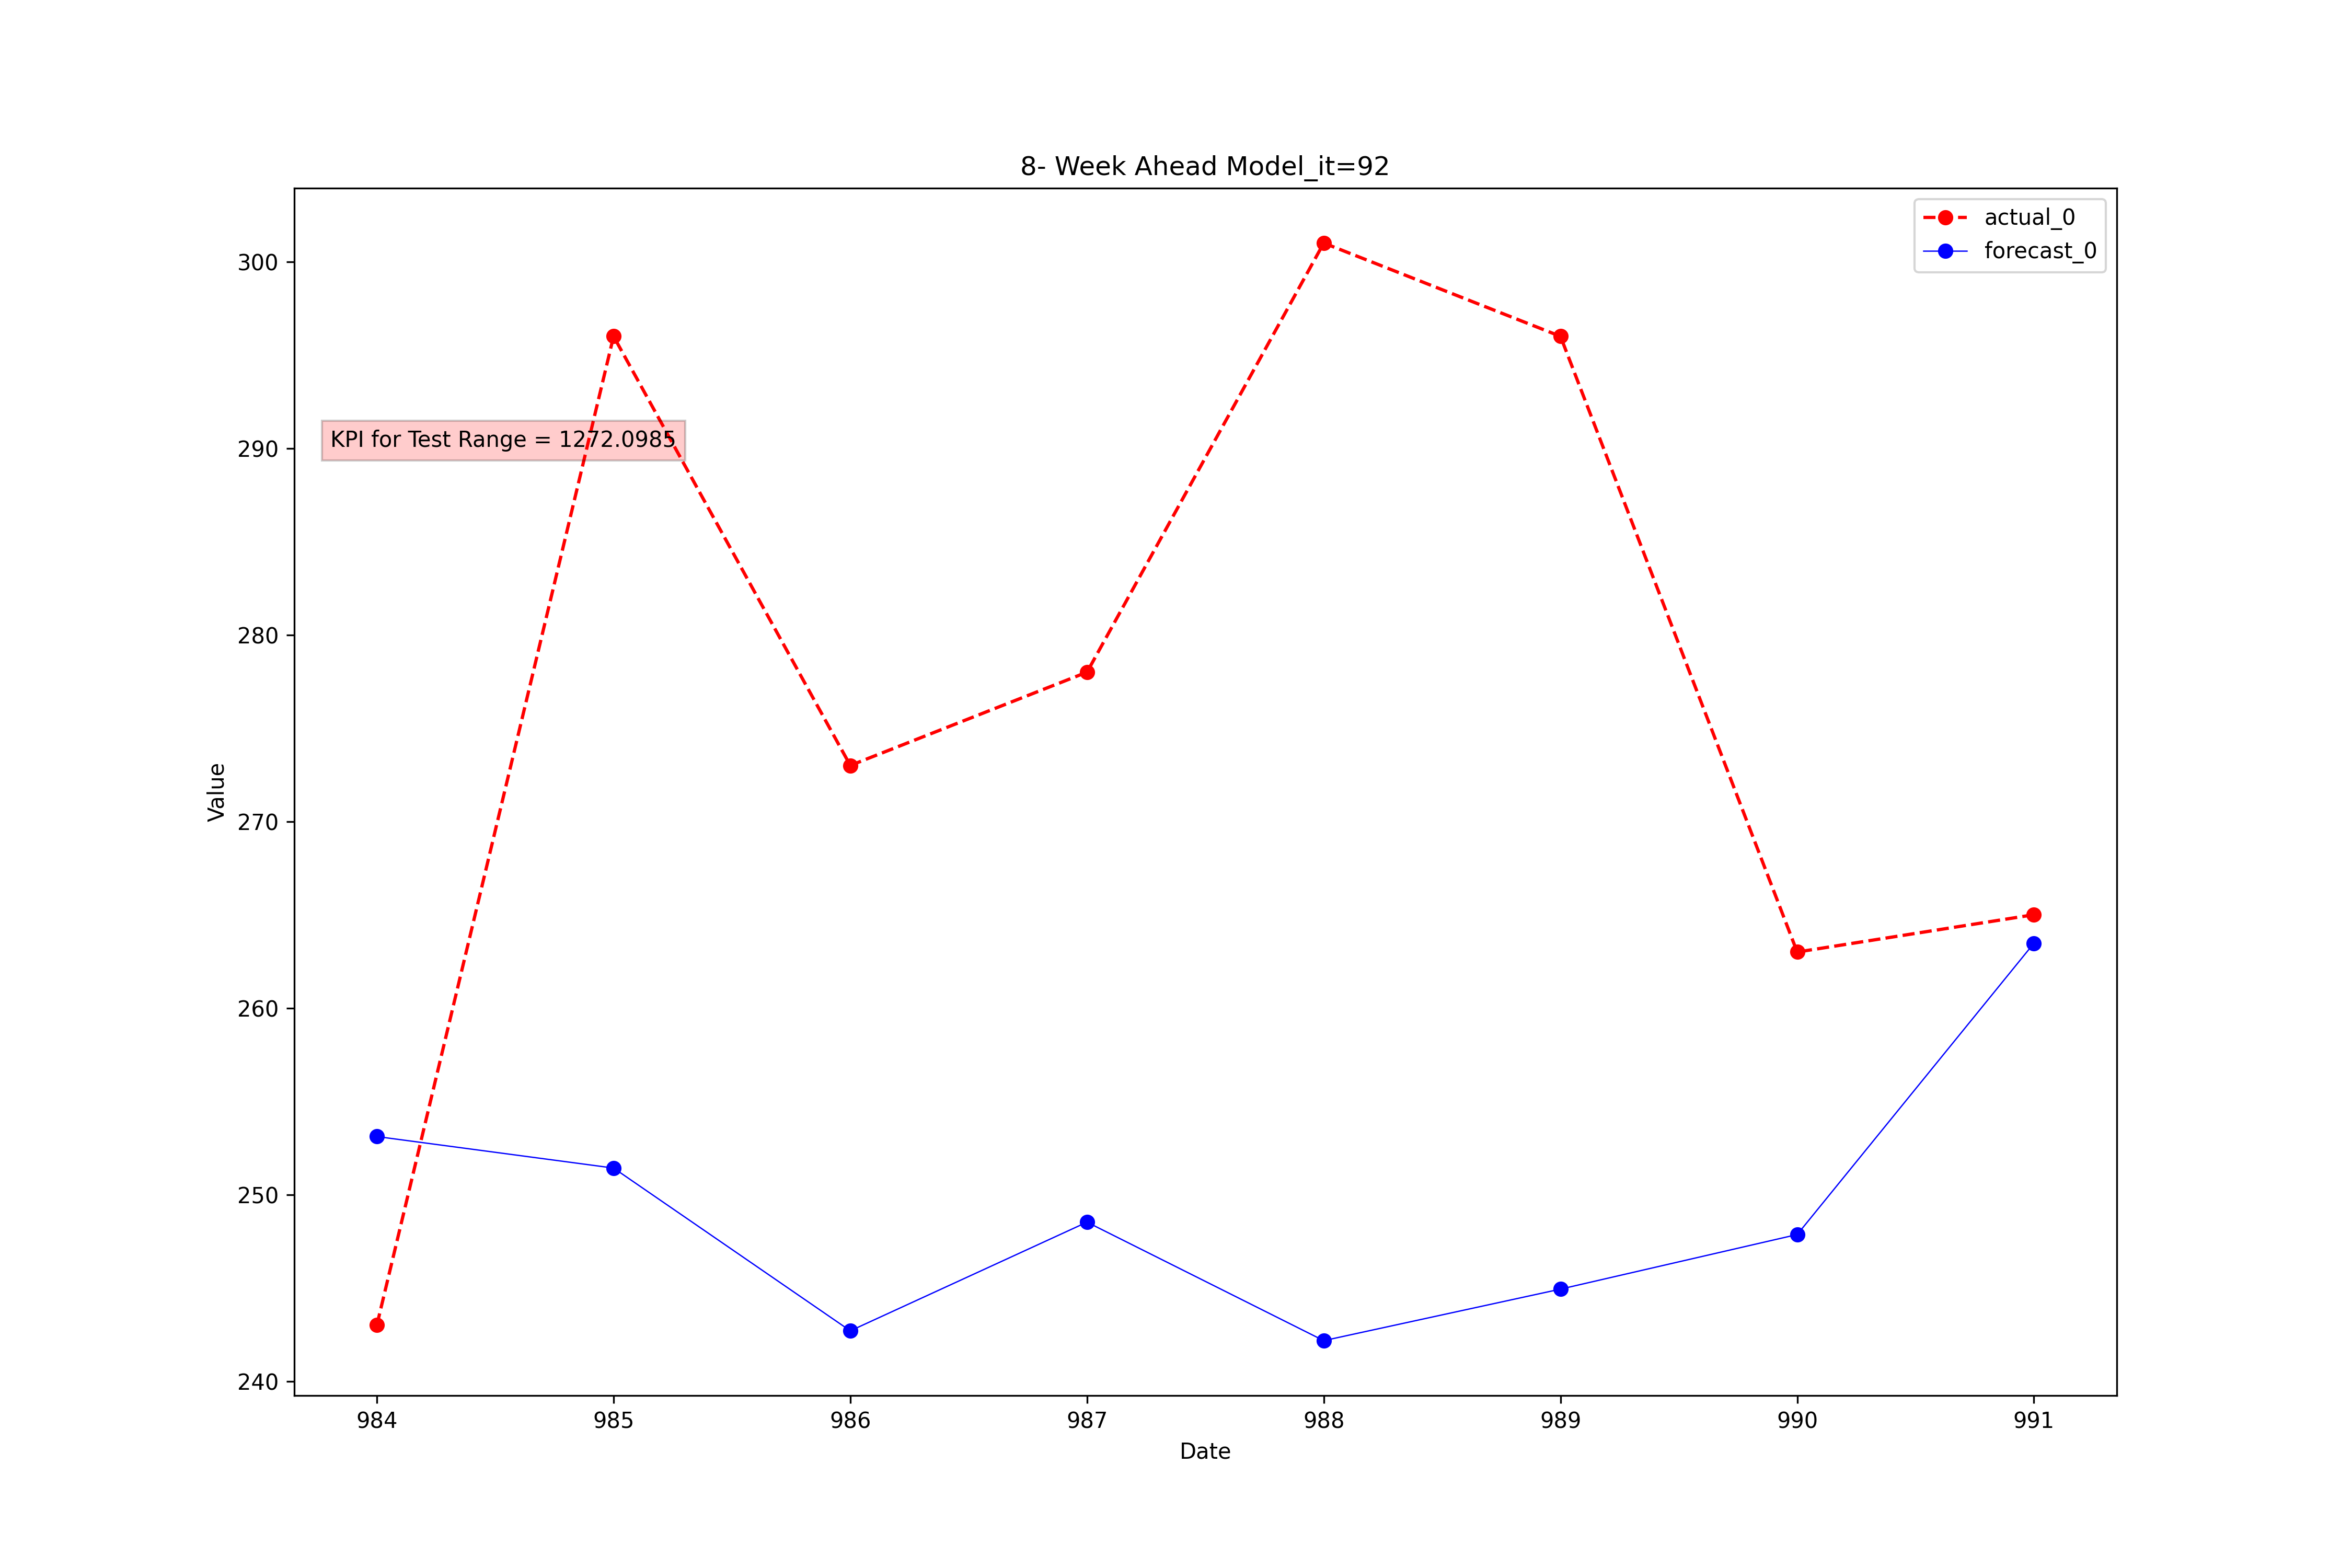 8- Week Ahead Model_it=92
actual_0
forecast_0
KPI for Test Range = 1272.0985
Value
300
290
280
270
260
250
240
984 985 986 987 988 989 990 991
Date